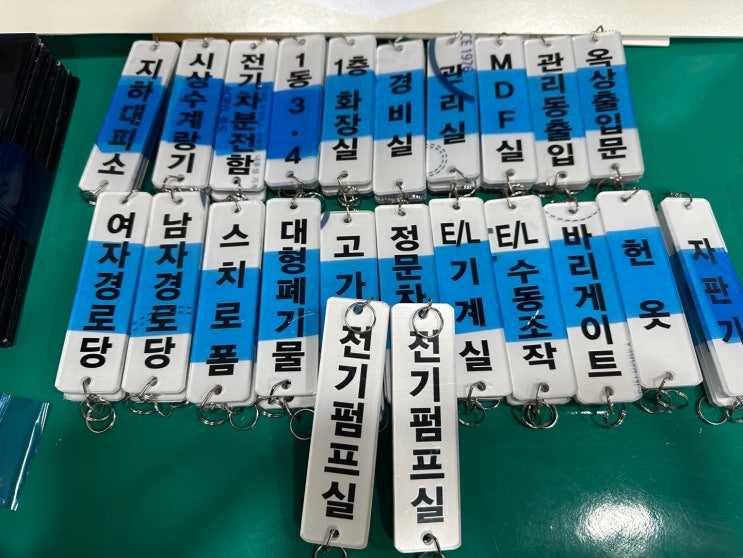 지하대피소
시상수계량기
전기차분전함
1동3·4
1층화장실
경비실
관리실
MDF실
관리동출입
옥상출입문
여자경로당
남자경로당
스치로폼
대형폐기물
고가
정문차
E/L기계실
E/L수동조작
바리게이트
헌옷
자판기
전기펌프실
전기펌프실